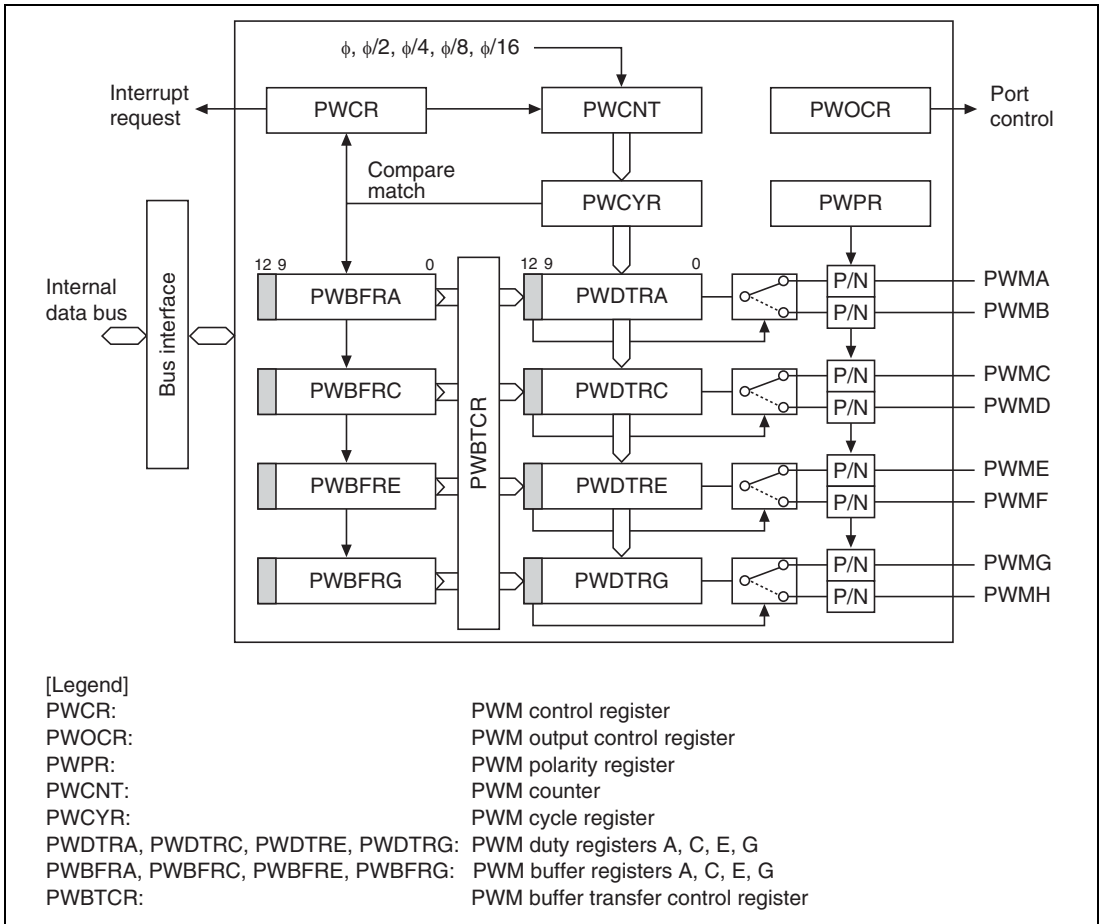 ϕ, ϕ/2, ϕ/4, ϕ/8, ϕ/16
Interrupt
request
PWCR
PWCNT
PWOCR
Port
control
Compare
match
PWCYR
PWPR
Internal
data bus
Bus interface
12 9 0
PWBFRA
PWBTCR
12 9 0
PWDTRA
P/N
PWMA
P/N
PWMB
PWBFRC
PWDTRC
P/N
PWMC
P/N
PWMD
PWBFRE
PWDTRE
P/N
PWME
P/N
PWMF
PWBFRG
PWDTRG
P/N
PWMG
P/N
PWMH
[Legend]
PWCR: PWM control register
PWOCR: PWM output control register
PWPR: PWM polarity register
PWCNT: PWM counter
PWCYR: PWM cycle register
PWDTRA, PWDTRC, PWDTRE, PWDTRG: PWM duty registers A, C, E, G
PWBFRA, PWBFRC, PWBFRE, PWBFRG: PWM buffer registers A, C, E, G
PWBTCR: PWM buffer transfer control register